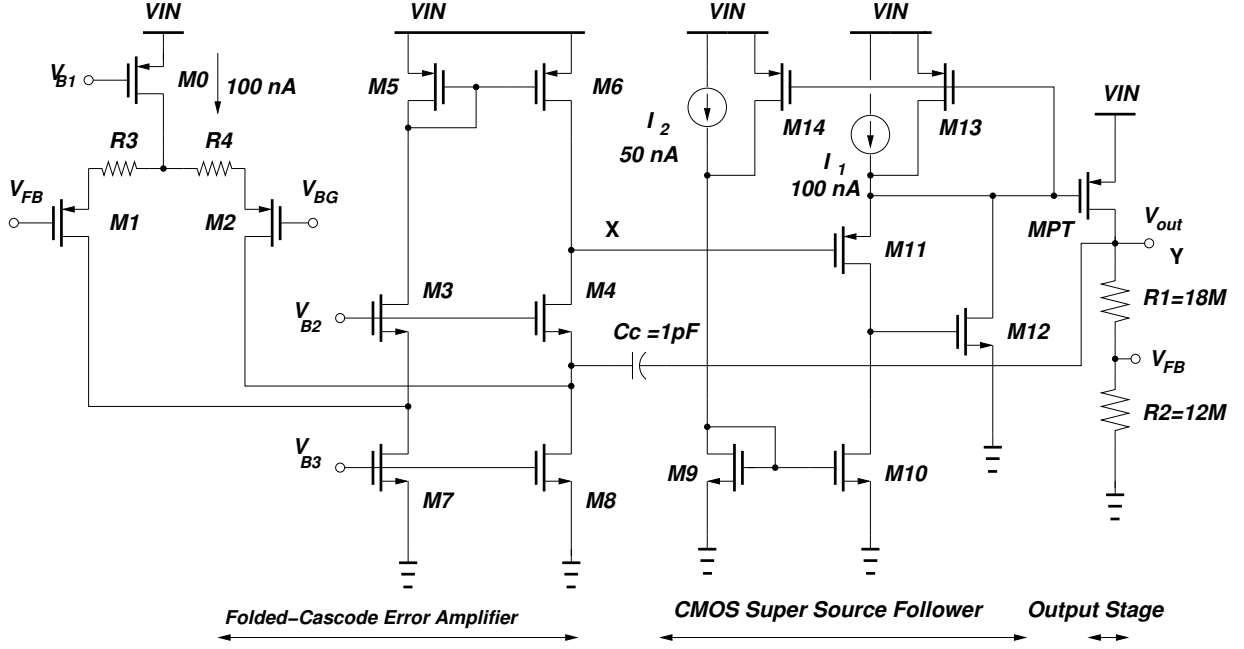 VIN
VIN
VIN
VIN
VB1
M0
100 nA
M5
M6
I 2
50 nA
M14
I 1
100 nA
M13
VIN
R3
R4
VFB
M1
M2
VBG
X
M11
MPT
Vout
Y
M3
M4
VB2
Cc =1pF
M12
R1=18M
VFB
R2=12M
VB3
M7
M8
M9
M10
Folded-Cascode Error Amplifier
CMOS Super Source Follower
Output Stage